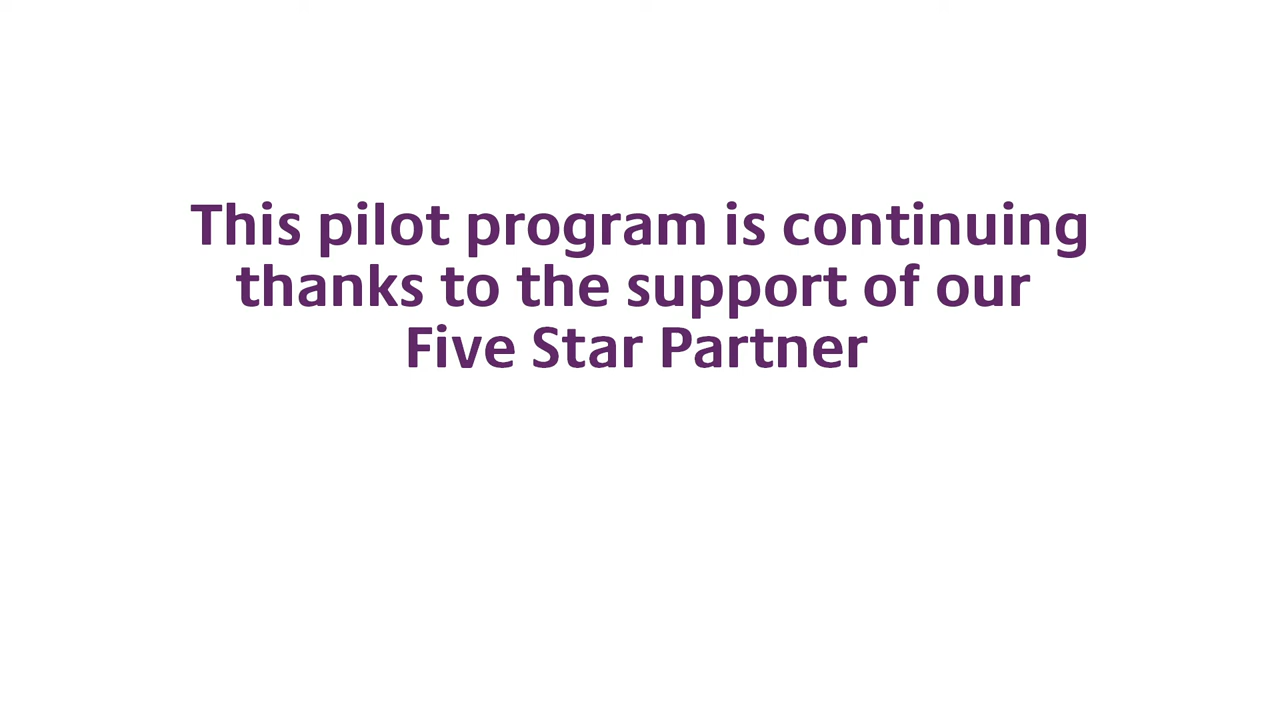 This pilot program is continuing
thanks to the support of our
Five Star Partner